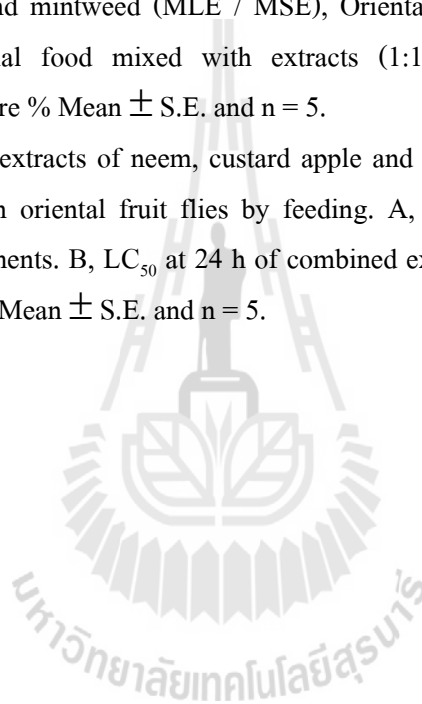 nd mintweed (MLE / MSE), Orienta
al food mixed with extracts (1:1
re % Mean ± S.E. and n = 5.
extracts of neem, custard apple and
n oriental fruit flies by feeding. A,
nents. B, LC50 at 24 h of combined ex
Mean ± S.E. and n = 5.
มหาวิทยาลัยเทคโนโลยีสุรนารี